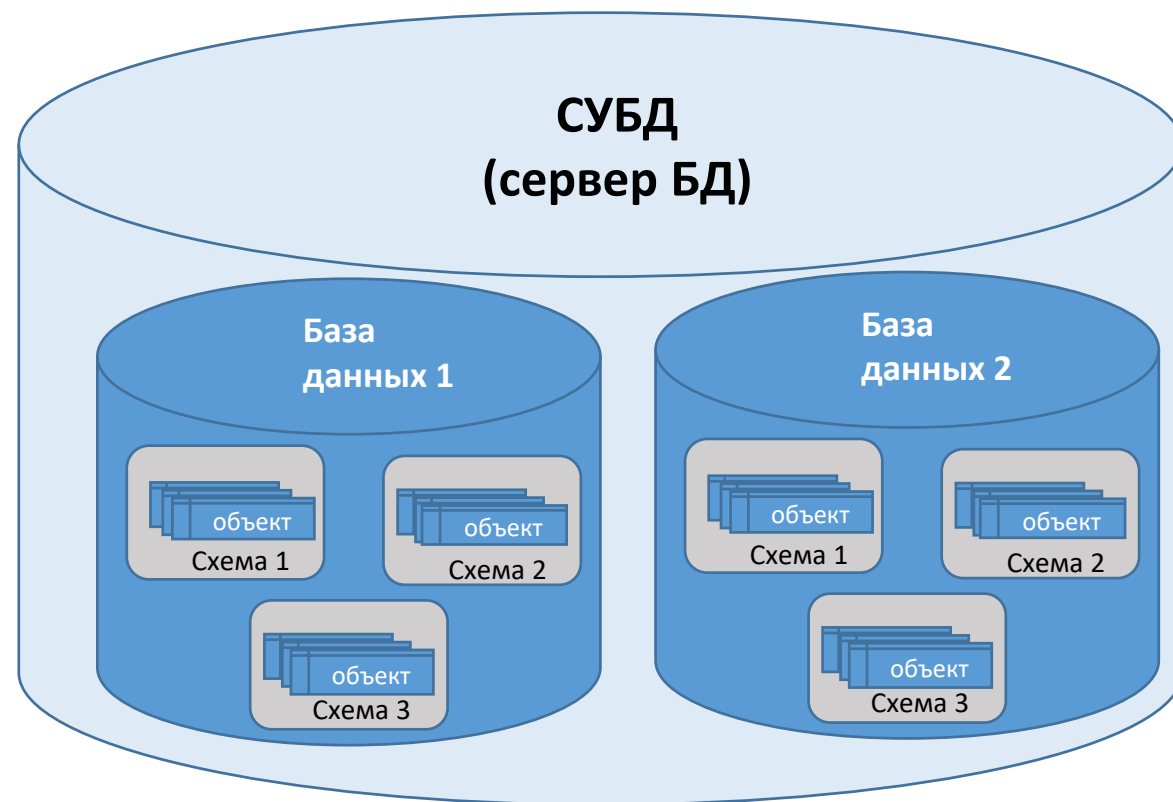 СУБД
(сервер БД)
База
данных 1
объект
Схема 1
объект
Схема 2
объект
Схема 3
База
данных 2
объект
Схема 1
объект
Схема 2
объект
Схема 3